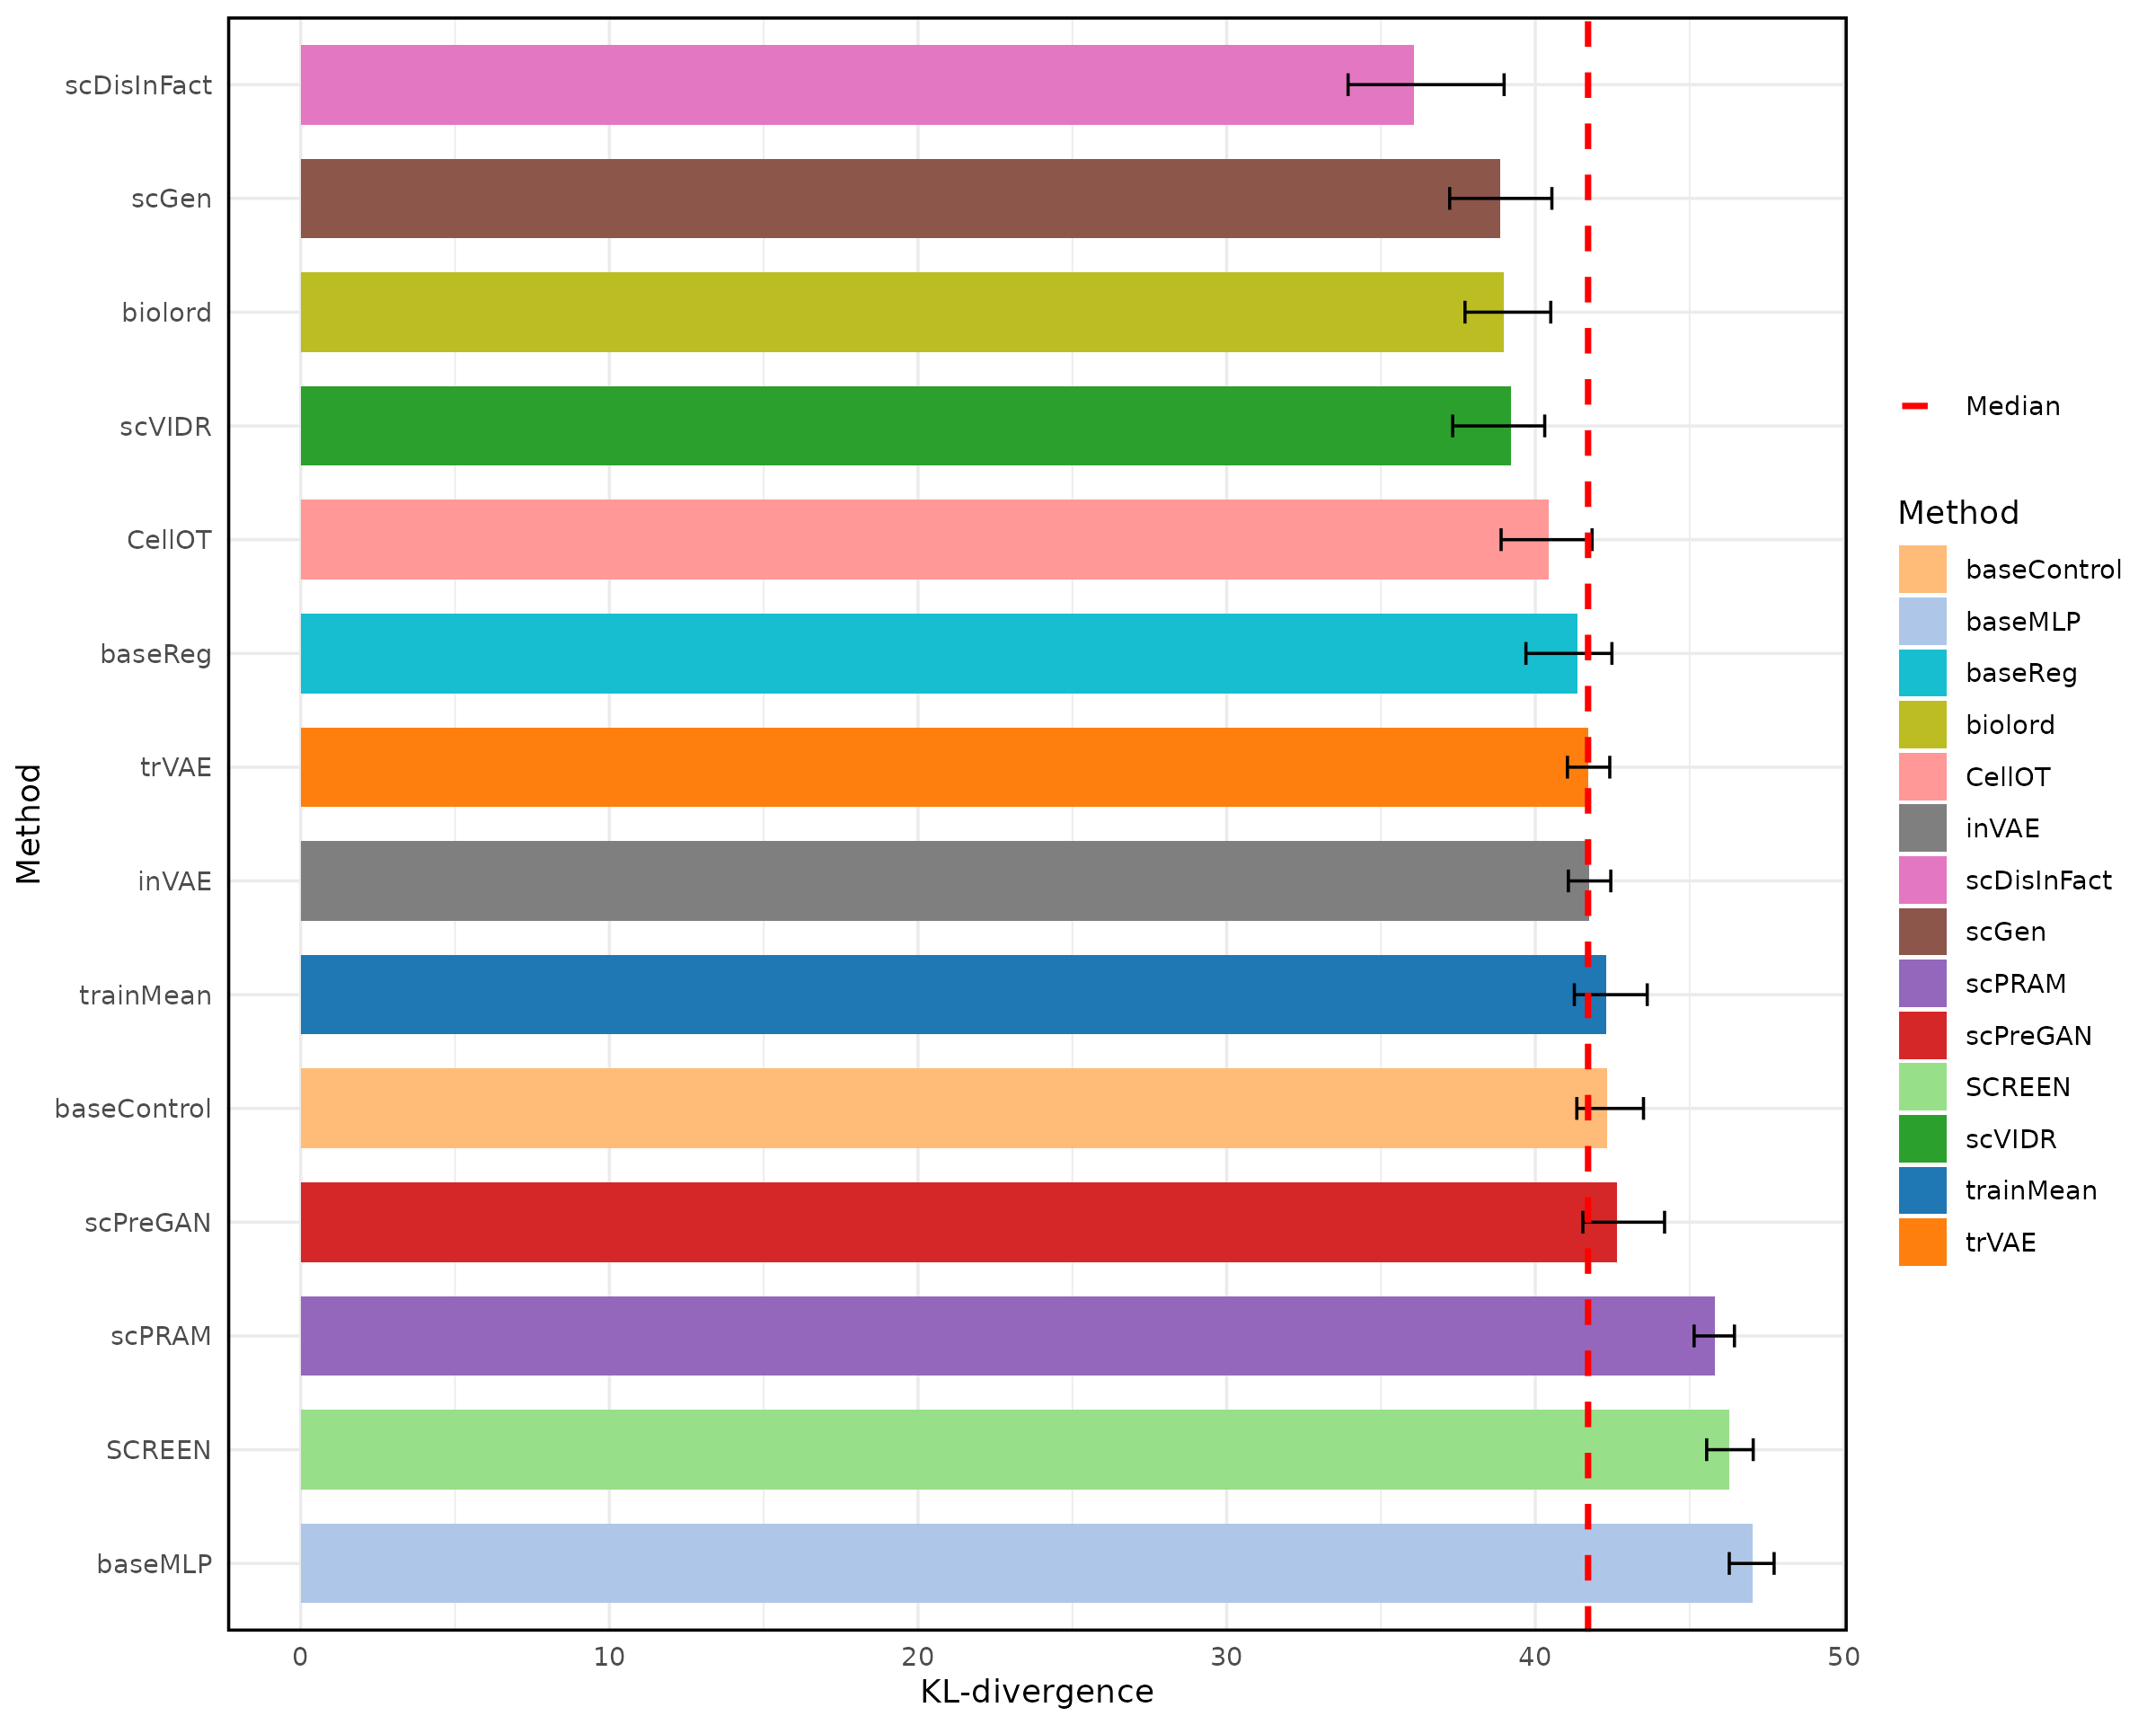 scDisInFact
scGen
biolord
scVIDR
CellOT
baseReg
trVAE
inVAE
trainMean
baseControl
scPreGAN
scPRAM
SCREEN
baseMLP
Method
0 10 20 30 40 50
KL-divergence
Median
Method
baseControl
baseMLP
baseReg
biolord
CellOT
inVAE
scDisInFact
scGen
scPRAM
scPreGAN
SCREEN
scVIDR
trainMean
trVAE